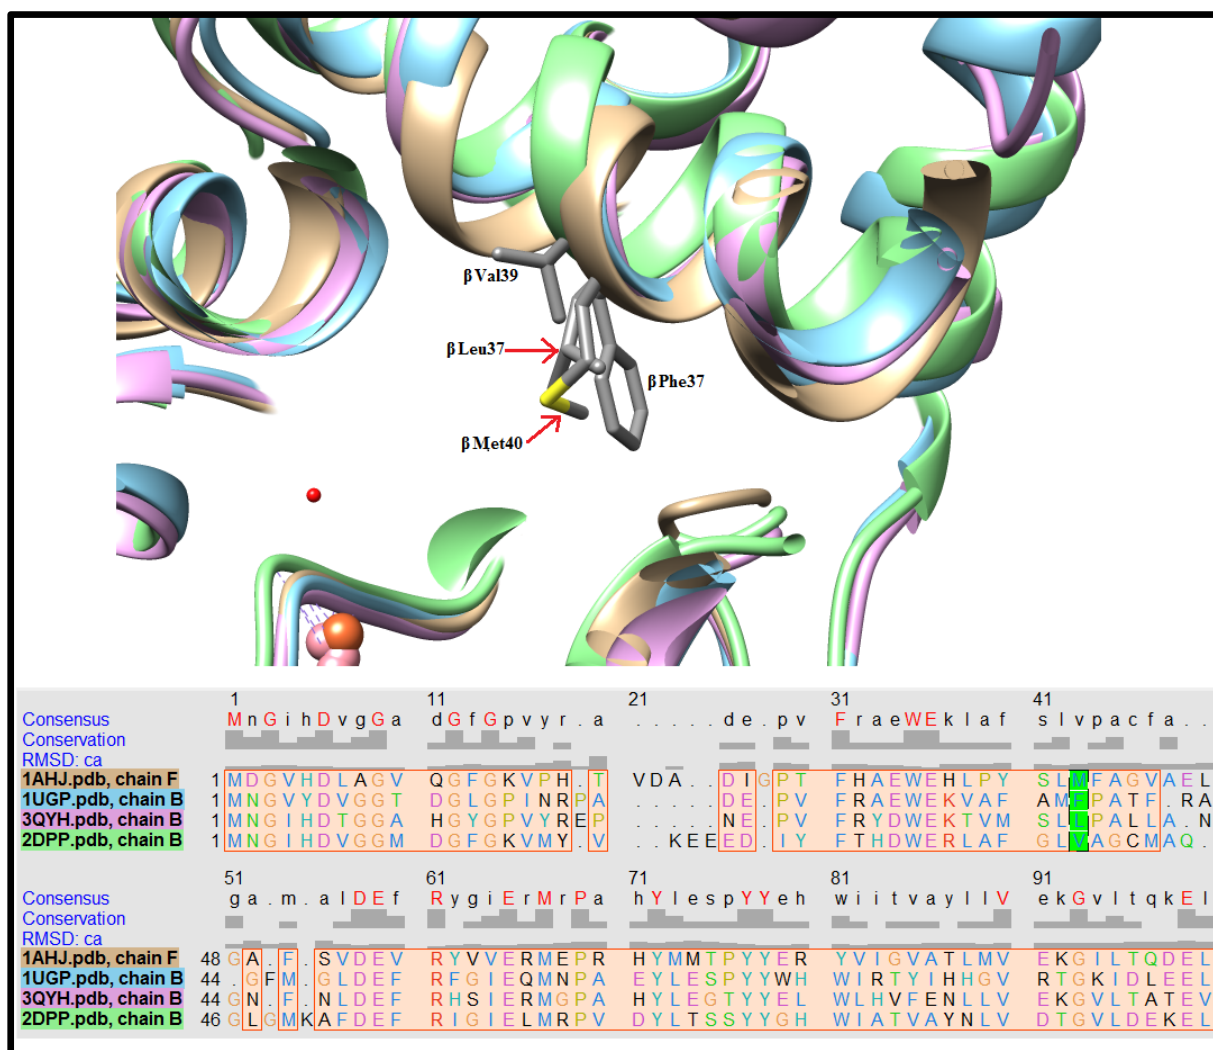 βVal39
βLeu37
βPhe37
βMet40
1 11 21 31 41
Consensus M n G i h D v g G a d G f G p v y r . a . . . . . d e . p v F r a e W E k l a f s l v p a c f a . .
Conservation
RMSD: ca
1AHJ.pdb, chain F 1 M D G V H D L A G V Q G F G K V P H . T V D A . . D I G P T F H A E W E H L P Y S L M F A G V A E L
1UGP.pdb, chain B 1 M N G V Y D V G G T D G L G P I N R P A . . . . . D E . P V F R A E W E K V A F A M F P A T F . R A
3QYH.pdb, chain B 1 M N G I H D T G G M H G Y G P V Y R E P . . . . . N E . P V F R Y D W E K T V M S L L P A L L A . N
2DPP.pdb, chain B 1 M N G I H D V G G M D G F G K V M Y . V . . K E E E D . I Y F T H D W E R L A F G L V A G C M A Q .
51 61 71 81 91
Consensus g a . m . a l D E f R y g i E r M r P a h Y l e s p Y Y e h w i i t v a y l l V e k G v l t q k E l
Conservation
RMSD: ca
1AHJ.pdb, chain F 48 G A . F . S V D E V R Y V V E R M E P R H Y M M T P Y Y E R Y V I G V A T L M V E K G I L T Q D E L
1UGP.pdb, chain B 44 . G F M . G L D E F R F G I E Q M N P A E Y L E S P Y Y W H W I R T Y I H H G V R T G K I D L E E L
3QYH.pdb, chain B 44 G N . F . N L D E F R H S I E R M G P A H Y L E G T Y Y E L W L H V F E N L L V E K G V L T A T E V
2DPP.pdb, chain B 46 G L G M K A F D E F R I G I E L M R P V D Y L T S S Y Y G H W I A T V A Y N L V D T G V L D E K E L